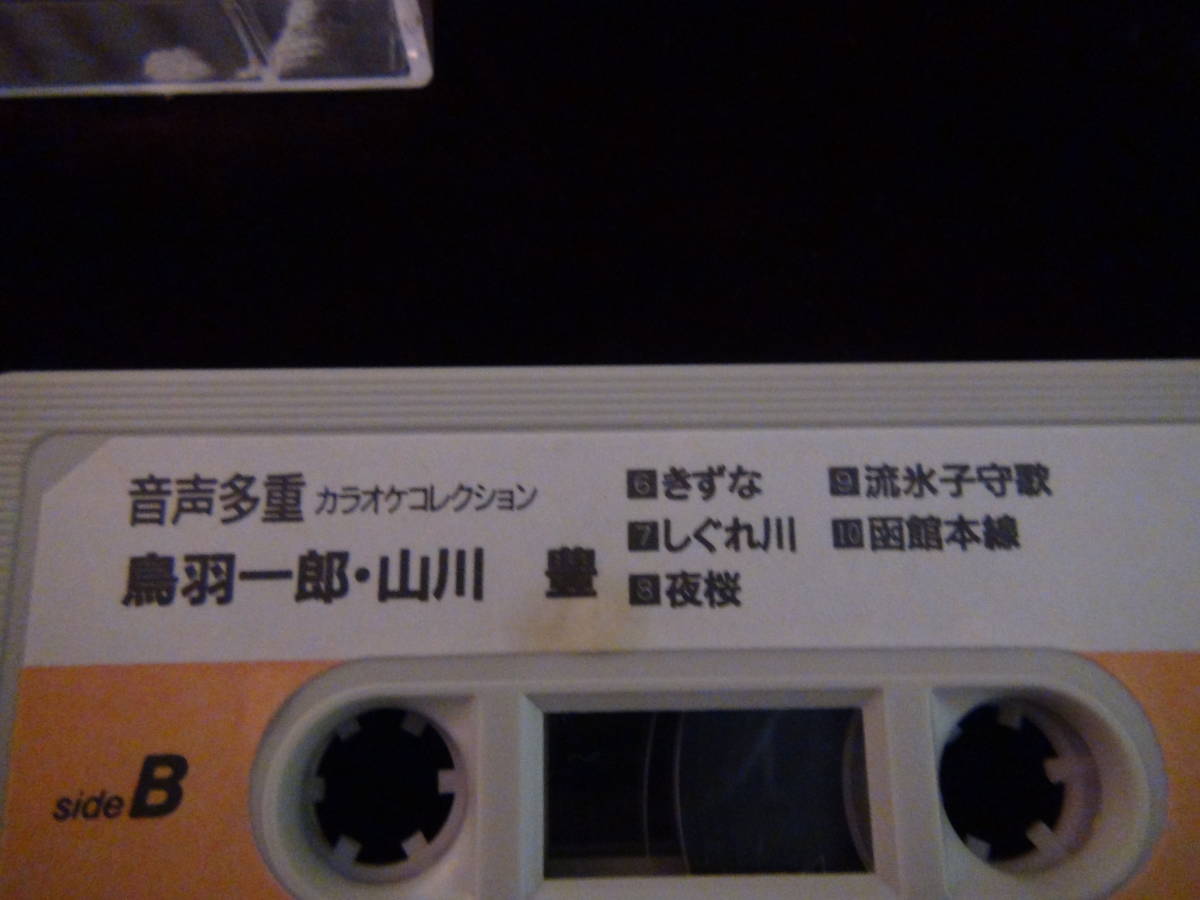 音声多重 カラオケコレクション
鳥羽一郎・山川 豊
6 きずな
7 しぐれ川
8 夜桜
9 流氷子守歌
10 函館本線
side B